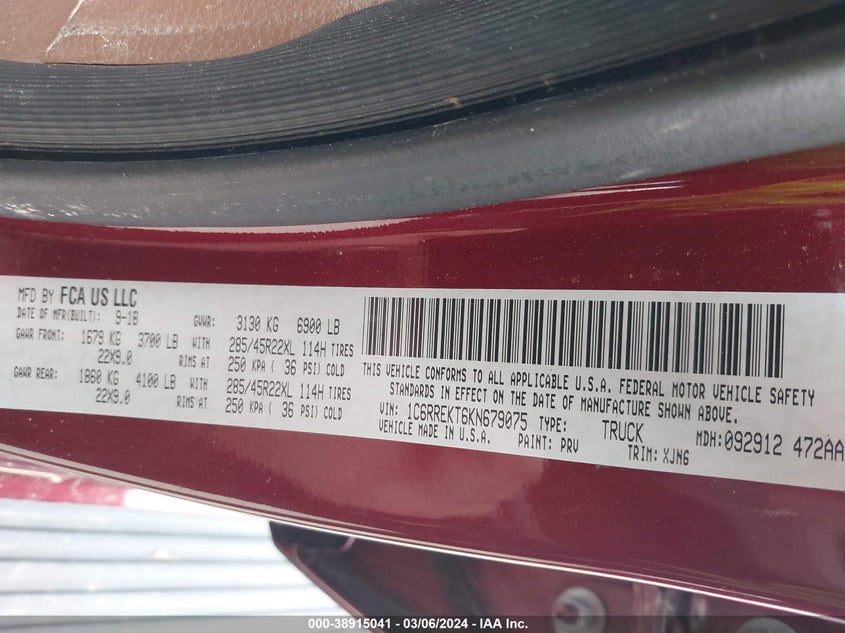 MFD BY FCA US LLC
DATE OF MFR(BUILT): 9-18 GVWR: 3130 KG 6900 LB
GAWR FRONT: 1679 KG 3700 LB WITH 285/45R22XL 114H TIRES
22X9.0 RIMS AT 250 KPA ( 36 PSI) COLD
GAWR REAR: 1860 KG 4100 LB WITH 285/45R22XL 114H TIRES
22X9.0 RIMS AT 250 KPA ( 36 PSI) COLD
THIS VEHICLE CONFORMS TO ALL APPLICABLE U.S.A. FEDERAL MOTOR VEHICLE SAFETY
STANDARDS IN EFFECT ON THE DATE OF MANUFACTURE SHOWN ABOVE.
VIN: 1C6RREKT6KN679075 TYPE: TRUCK MDH:092912 472AA
VEHICLE MADE IN U.S.A. PAINT: PRV TRIM: XJN6
000-38915041 - 03/06/2024 - IAA Inc.